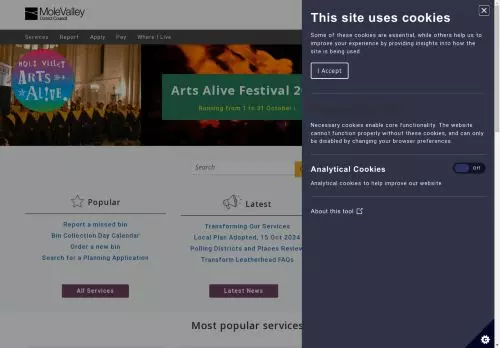 MoleValley
District Council
Services Report Apply Pay Where I Live
MOLE VALLEY
ARTS
ALIVE
Arts Alive Festival 20
Running from 1 to 31 October
Search
Popular
Report a missed bin
Bin Collection Day Calendar
Order a new bin
Search for a Planning Application
All Services
Latest
Transforming Our Services
Local Plan Adopted, 15 Oct 2024
Polling Districts and Places Review
Transform Leatherhead FAQs
Latest News
Most popular services
This site uses cookies
Some of these cookies are essential, while others help us to
improve your experience by providing insights into how
the site is being used.
I Accept
Necessary cookies enable core functionality. The website
cannot function properly without these cookies, and can only
be disabled by changing your browser preferences.
Analytical Cookies
Off
Analytical cookies to help improve our website
About this tool